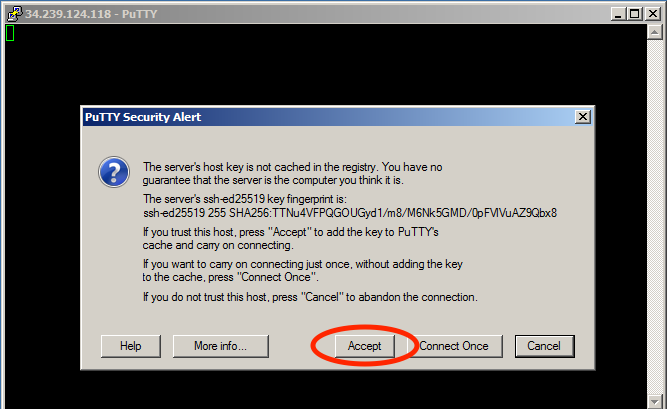 34.239.124.118 - PuTTY
PuTTY Security Alert
The server's host key is not cached in the registry. You have no
guarantee that the server is the computer you think it is.
The server's ssh-ed25519 key fingerprint is:
ssh-ed25519 255 SHA256:TTNu4VFPQGOUGyd1/m8/M6Nk5GMD/0pFVlVuAZ9Qbx8
If you trust this host, press "Accept" to add the key to PuTTY's
cache and carry on connecting.
If you want to carry on connecting just once, without adding the key
to the cache, press "Connect Once".
If you do not trust this host, press "Cancel" to abandon the connection.
Help
More info...
Accept
Connect Once
Cancel